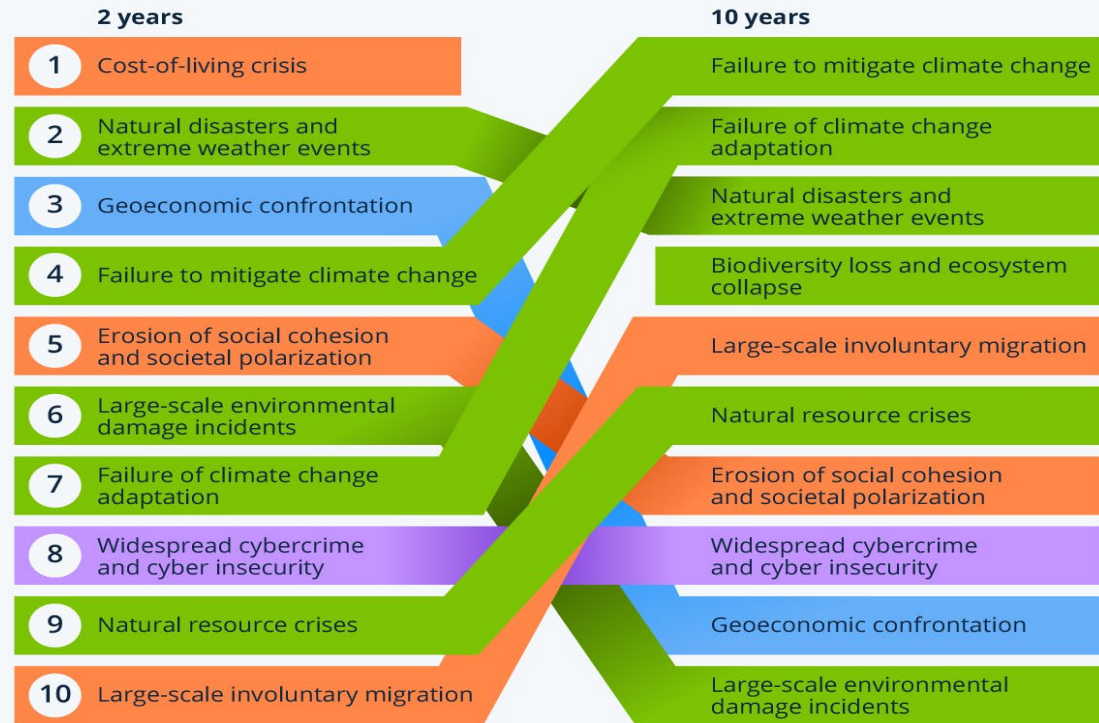 2 years
10 years
1 Cost-of-living crisis
Failure to mitigate climate change
2 Natural disasters and
extreme weather events
Failure of climate change
adaptation
3 Geoeconomic confrontation
Natural disasters and
extreme weather events
4 Failure to mitigate climate change
Biodiversity loss and ecosystem
collapse
5 Erosion of social cohesion
and societal polarization
Large-scale involuntary migration
6 Large-scale environmental
damage incidents
Natural resource crises
7 Failure of climate change
adaptation
Erosion of social cohesion
and societal polarization
8 Widespread cybercrime
and cyber insecurity
Widespread cybercrime
and cyber insecurity
9 Natural resource crises
Geoeconomic confrontation
10 Large-scale involuntary migration
Large-scale environmental
damage incidents